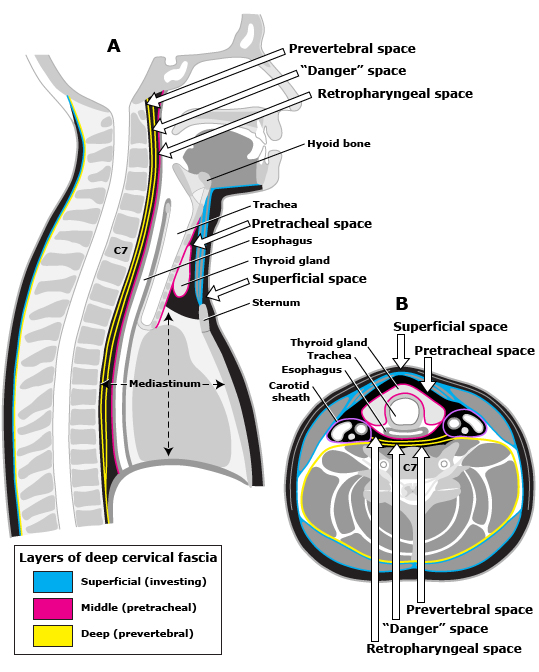 A
Prevertebral space
“Danger” space
Retropharyngeal space
Hyoid bone
Trachea
Pretracheal space
Esophagus
C7
Thyroid gland
Superficial space
Sternum
Mediastinum
B
Superficial space
Thyroid gland
Pretracheal space
Trachea
Esophagus
Carotid
sheath
C7
Prevertebral space
“Danger” space
Retropharyngeal space
Layers of deep cervical fascia
Superficial (investing)
Middle (pretracheal)
Deep (prevertebral)